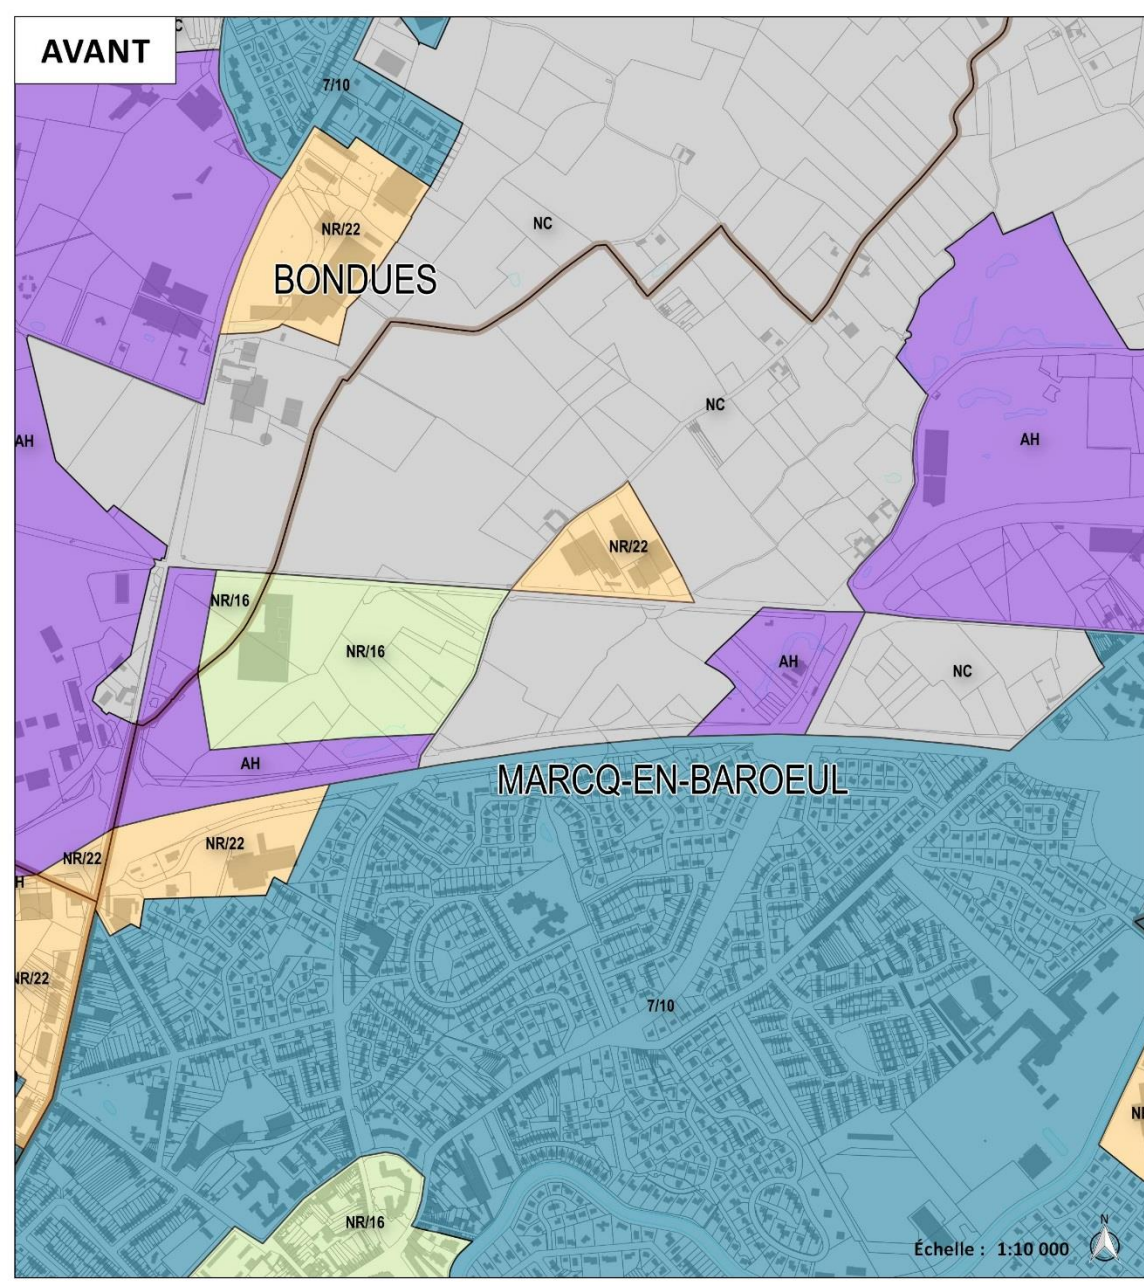 AVANT
C
7/10
NR/22
NC
BONDUES
NC
AH
AH
NR/22
NR/16
NR/16
AH
NC
AH
MARCQ-EN-BAROEUL
NR/22
NR/22
H
NR/22
7/10
N
NR/16
N
Échelle : 1:10 000